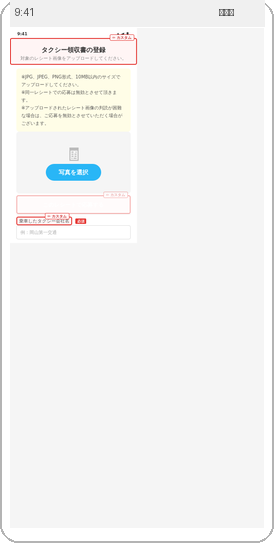 9:41
9:41
カスタム
タクシー領収書の登録
対象のレシート画像をアップロードしてください。
※JPG、JPEG、PNG形式、10MB以内のサイズで
アップロードしてください。
※同一レシートでの応募は無効とさせて頂きま
す。
※アップロードされたレシート画像の判読が困難
な場合は、ご応募を無効とさせていただく場合が
ございます。
写真を選択
カスタム
カスタム
乗車したタクシー会社名 必須
例：岡山第一交通